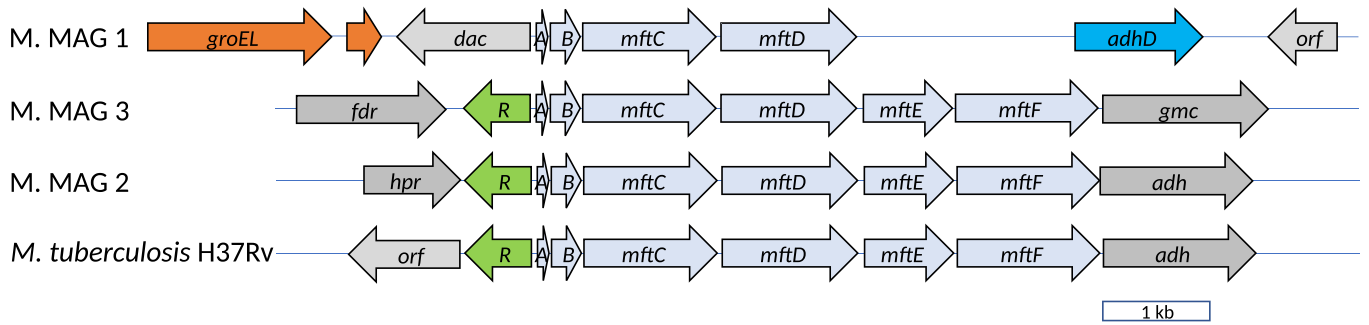 M. MAG 1 groEL dac A B mftC mftD adhD orf
M. MAG 3 fdr R A B mftC mftD mftE mftF gmc
M. MAG 2 hpr R A B mftC mftD mftE mftF adh
M. tuberculosis H37Rv orf R A B mftC mftD mftE mftF adh
1 kb